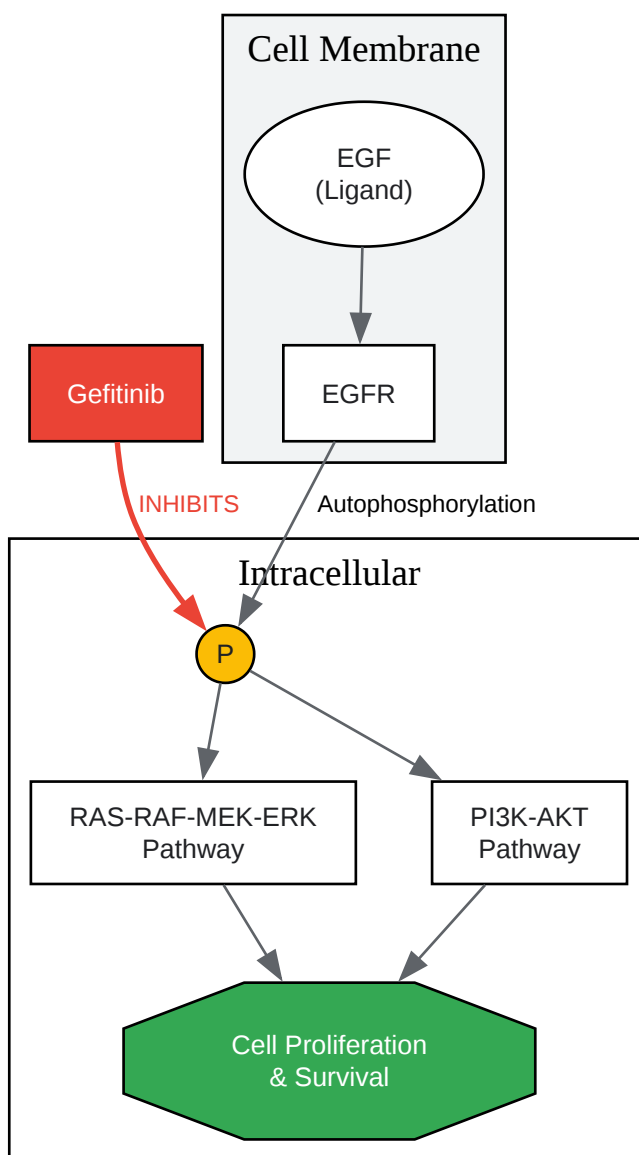 Cell Membrane
EGF
(Ligand)
Gefitinib
EGFR
INHIBITS
Autophosphorylation
Intracellular
P
RAS-RAF-MEK-ERK
Pathway
PI3K-AKT
Pathway
Cell Proliferation
& Survival